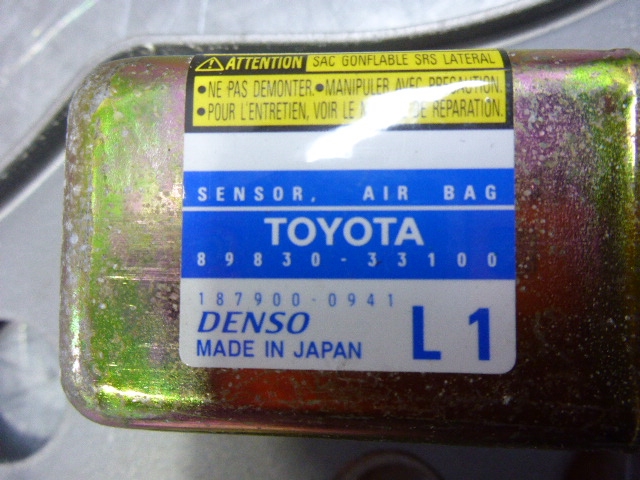 ATTENTION SAC GONFLABLE SRS LATERAL
•NE PAS DEMONTER. •MANIPULER AVEC PRECAUTION.
•POUR L'ENTRETIEN, VOIR LE DE REPARATION.
SENSOR, AIR BAG
TOYOTA
89830-33100
187900-0941
DENSO
MADE IN JAPAN
L1